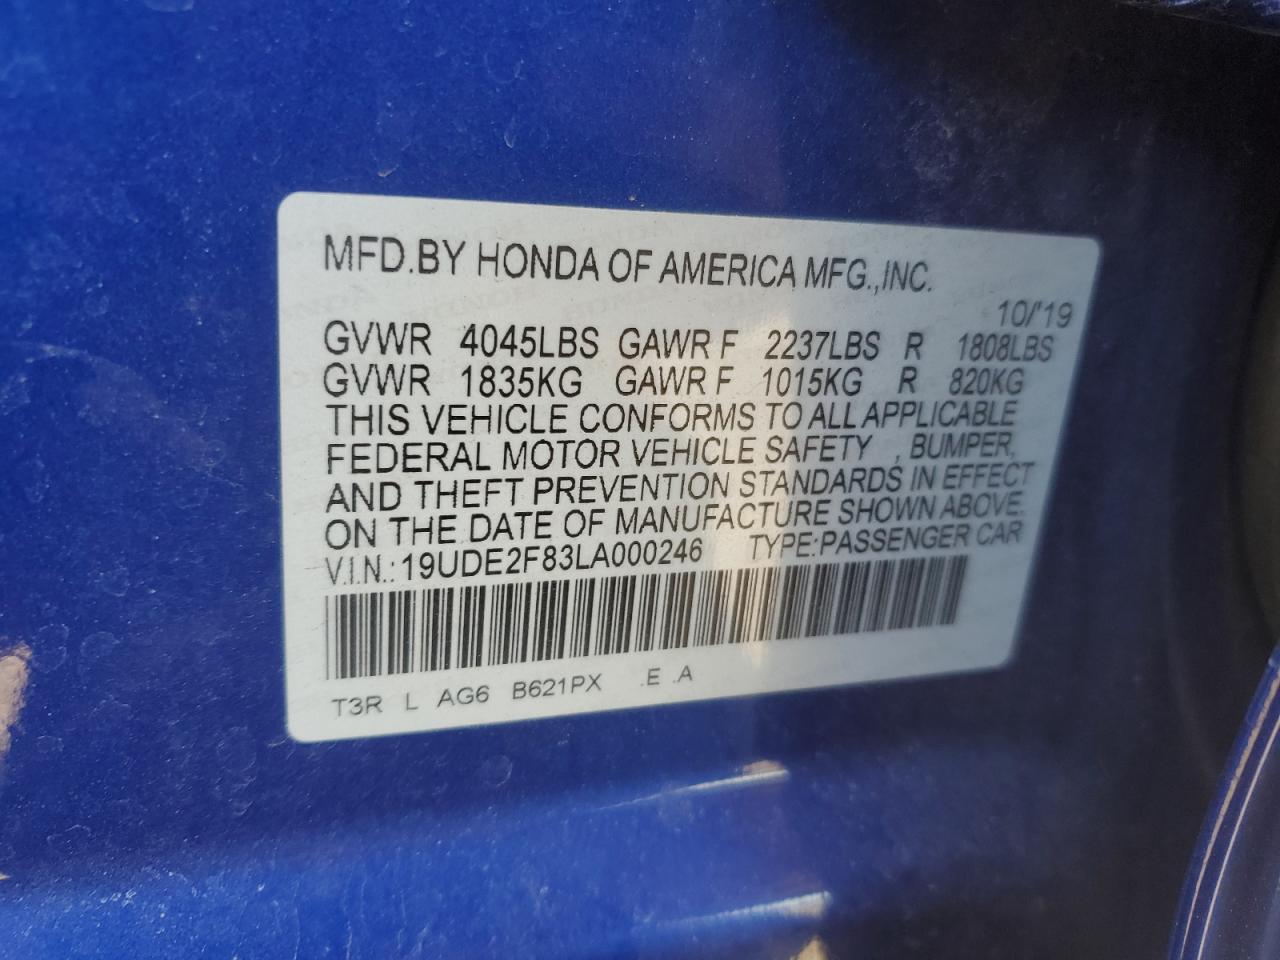 MFD.BY HONDA OF AMERICA MFG.,INC.
10/'19
GVWR 4045LBS GAWR F 2237LBS R 1808LBS
GVWR 1835KG GAWR F 1015KG R 820KG
THIS VEHICLE CONFORMS TO ALL APPLICABLE
FEDERAL MOTOR VEHICLE SAFETY , BUMPER,
AND THEFT PREVENTION STANDARDS IN EFFECT
ON THE DATE OF MANUFACTURE SHOWN ABOVE.
V.I.N.: 19UDE2F83LA000246 TYPE:PASSENGER CAR
T3R L AG6 B621PX .E .A